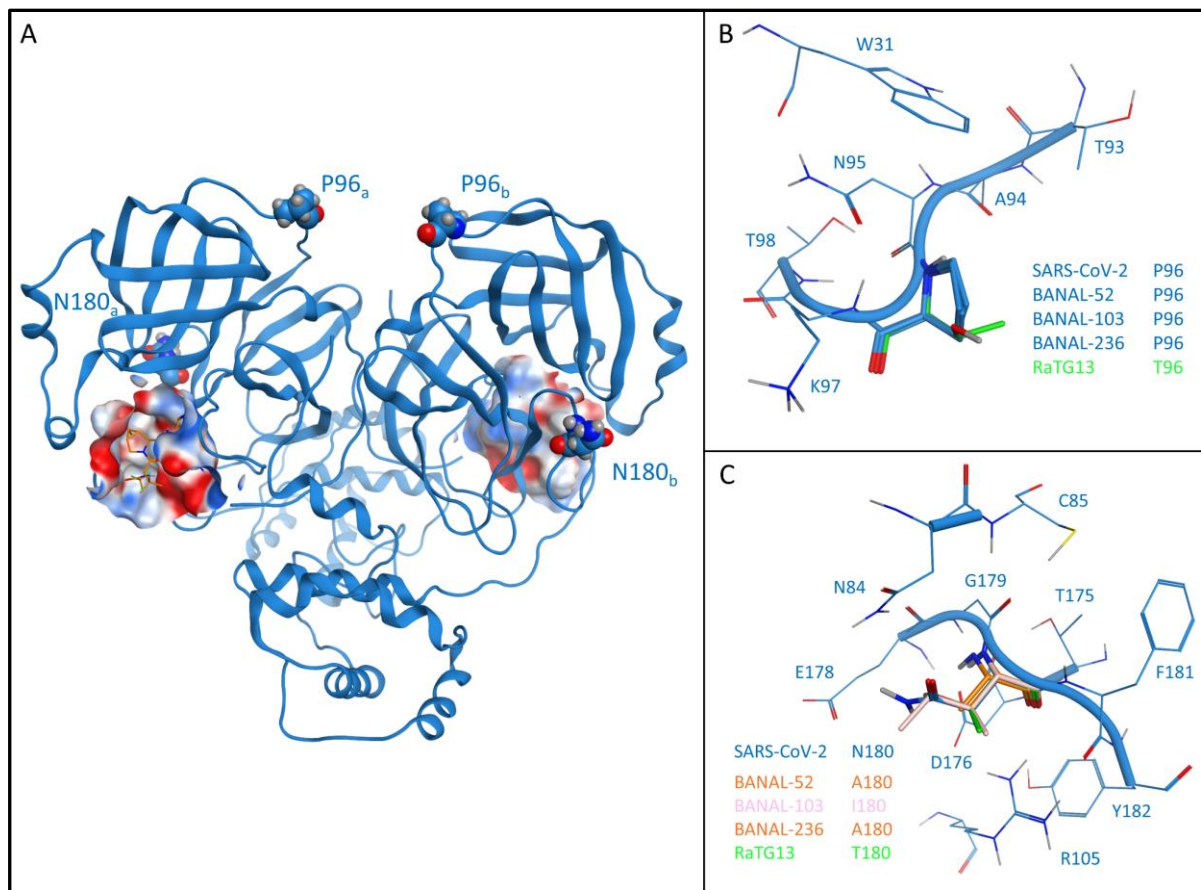 A
P96a
P96b
N180a
N180b
B
W31
T93
N95
A94
T98
K97
SARS-CoV-2 P96
BANAL-52 P96
BANAL-103 P96
BANAL-236 P96
RaTG13 T96
C
C85
N84
G179
T175
E178
F181
D176
Y182
R105
SARS-CoV-2 N180
BANAL-52 A180
BANAL-103 I180
BANAL-236 A180
RaTG13 T180